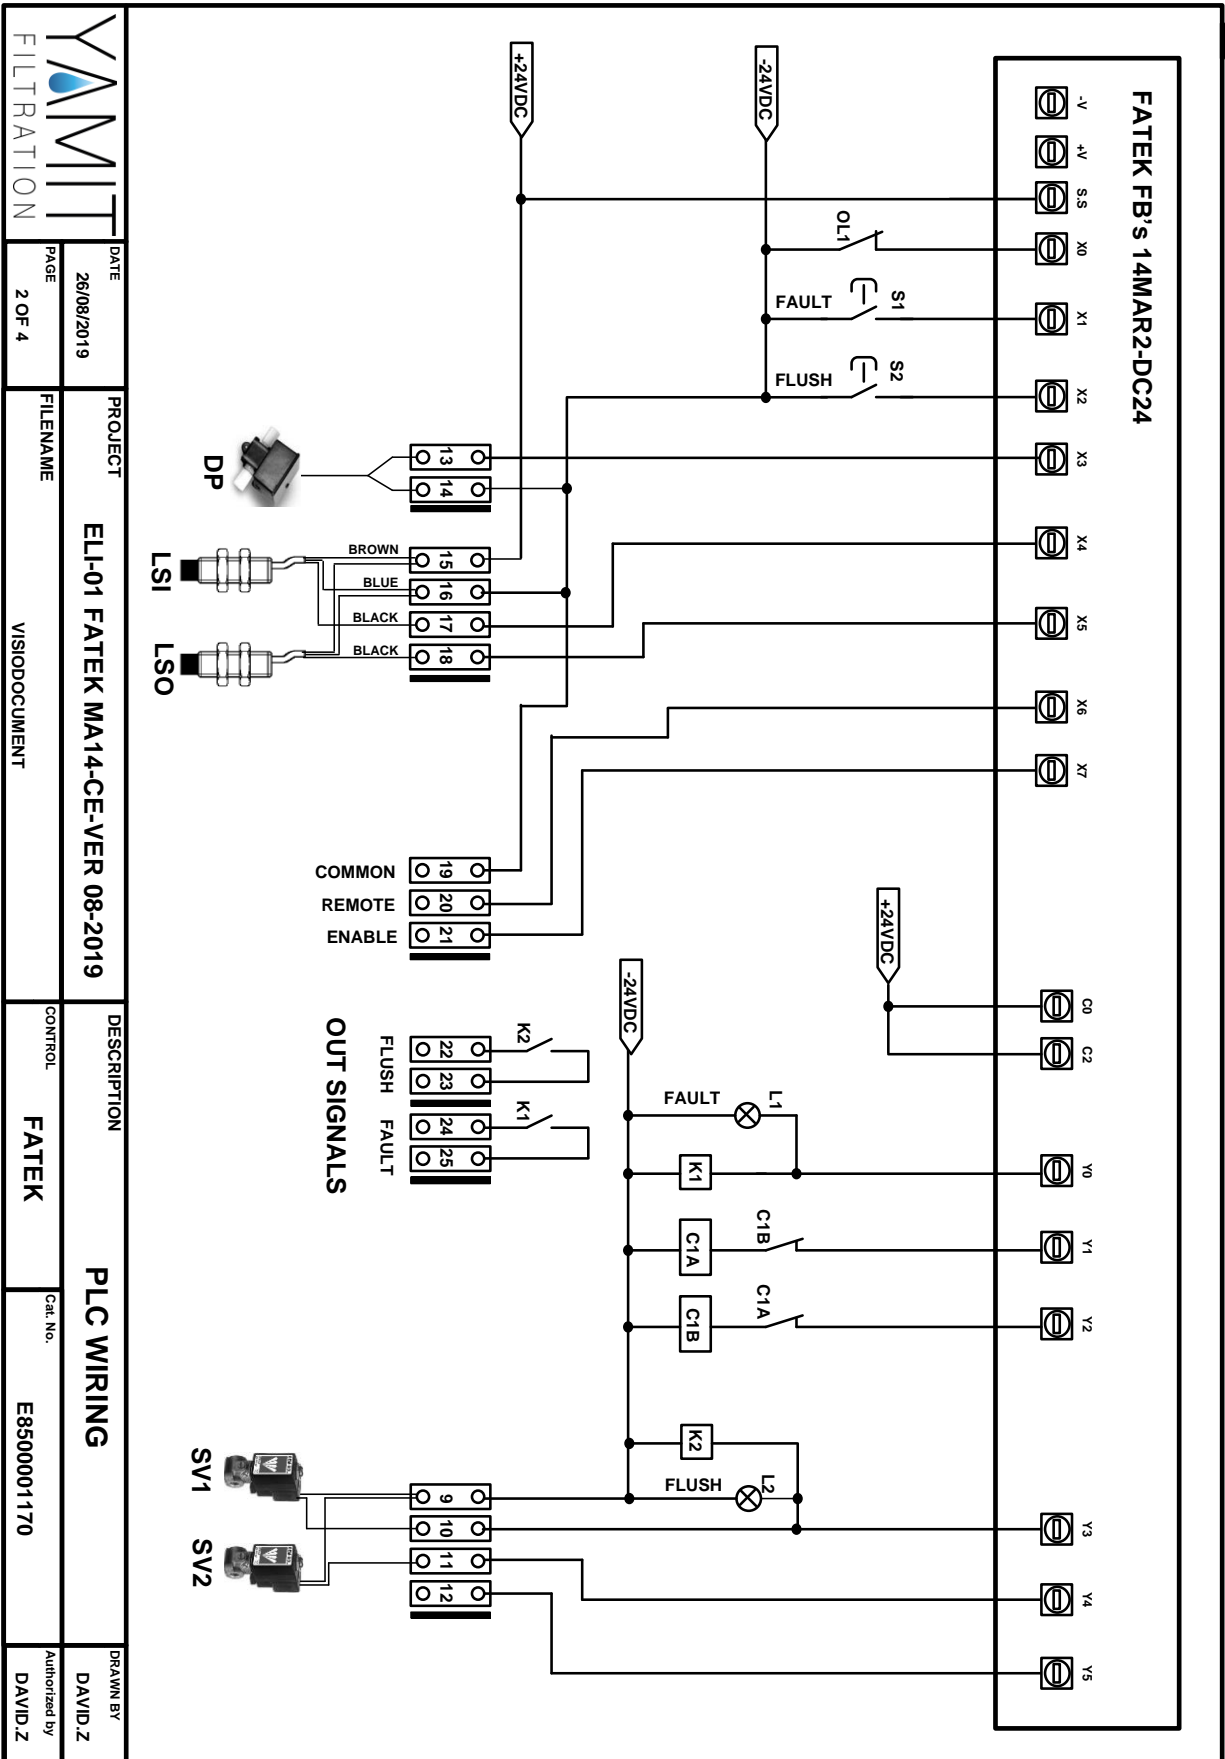 FATEK FB's 14MAR2-DC24
-V
+V
S.S
X0
X1
X2
X3
X4
X5
X6
X7
C0
C2
Y0
Y1
Y2
Y3
Y4
Y5
-24VDC
+24VDC
OL1
S1
FAULT
S2
FLUSH
+24VDC
-24VDC
L1
FAULT
K1
C1B
C1A
C1A
C1B
K2
L2
FLUSH
13
14
DP
BROWN
BLUE
BLACK
BLACK
15
16
17
18
LSI
LSO
COMMON
REMOTE
ENABLE
19
20
21
K2
K1
22
23
24
25
FLUSH
FAULT
OUT SIGNALS
9
10
11
12
SV1
SV2
YAMIT
FILTRATION
DATE
26/08/2019
PAGE
2 OF 4
PROJECT
ELI-01 FATEK MA14-CE-VER 08-2019
FILENAME
VISIODOCUMENT
DESCRIPTION
PLC WIRING
CONTROL
FATEK
Cat. No.
E850001170
DRAWN BY
DAVID.Z
Authorized by
DAVID.Z